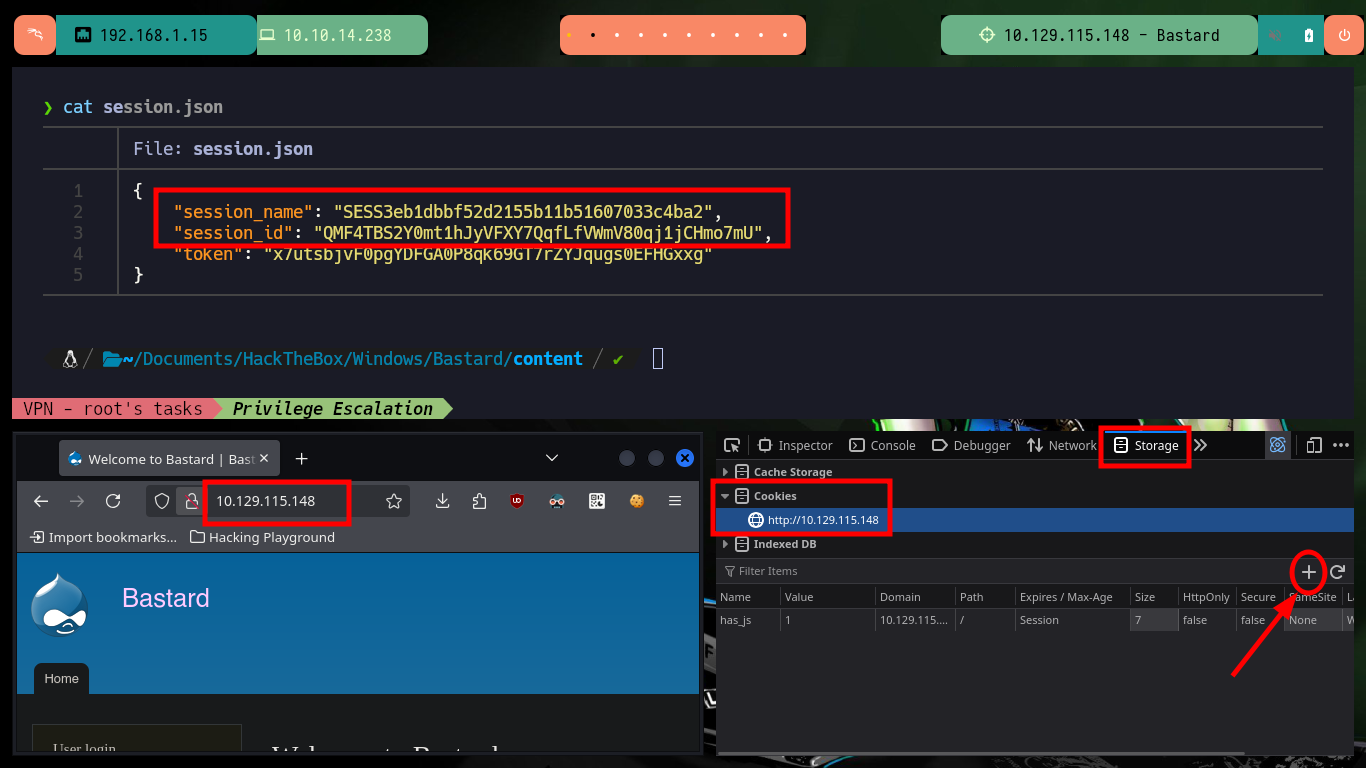 192.168.1.15
10.10.14.238
10.129.115.148 - Bastard
❯ cat session.json
File: session.json
1 {
2 "session_name": "SESS3eb1dbbf52d2155b11b51607033c4ba2",
3 "session_id": "QMF4TBS2Y0mt1hJyVFXY7QqfLfVWmV80qj1jCHmo7mU",
4 "token": "x7utsbjvF0pgYDFGA0P8qk69GT7rZYJqugs0EFHGxxg"
5 }
/ ~/Documents/HackTheBox/Windows/Bastard/content / ✔
VPN - root's tasks Privilege Escalation
Welcome to Bastard | Bast
10.129.115.148
Import bookmarks... Hacking Playground
Bastard
Home
User login
Welcome to Bastard
Inspector Console Debugger Network Storage
Cache Storage
Cookies
http://10.129.115.148
Indexed DB
Filter Items
Name Value Domain Path Expires / Max-Age Size HttpOnly Secure SameSite
has_js 1 10.129.115.... / Session 7 false false None